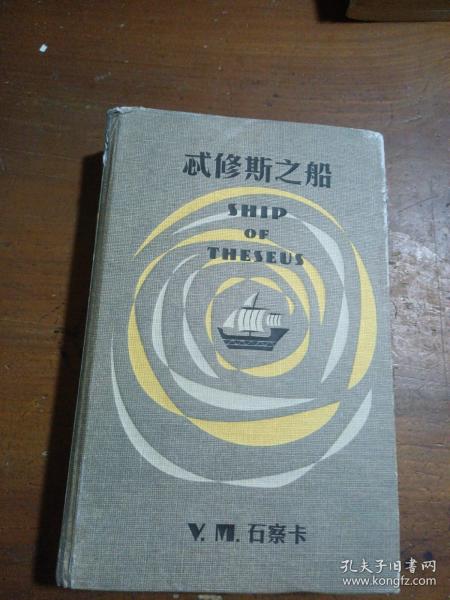 忒修斯之船
SHIP
OF
THESEUS
V. M. 石察卡
孔夫子旧书网
www.kongfz.com